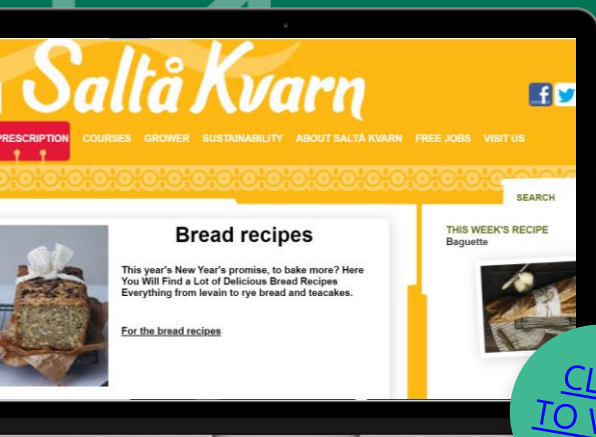 Saltå Kvarn
PRESCRIPTION COURSES GROWER SUSTAINABILITY ABOUT SALTÅ KVARN FREE JOBS VISIT US
SEARCH
Bread recipes
THIS WEEK'S RECIPE
Baguette
This year's New Year's promise, to bake more? Here
You Will Find a Lot of Delicious Bread Recipes
Everything from levain to rye bread and teacakes.
For the bread recipes
TO